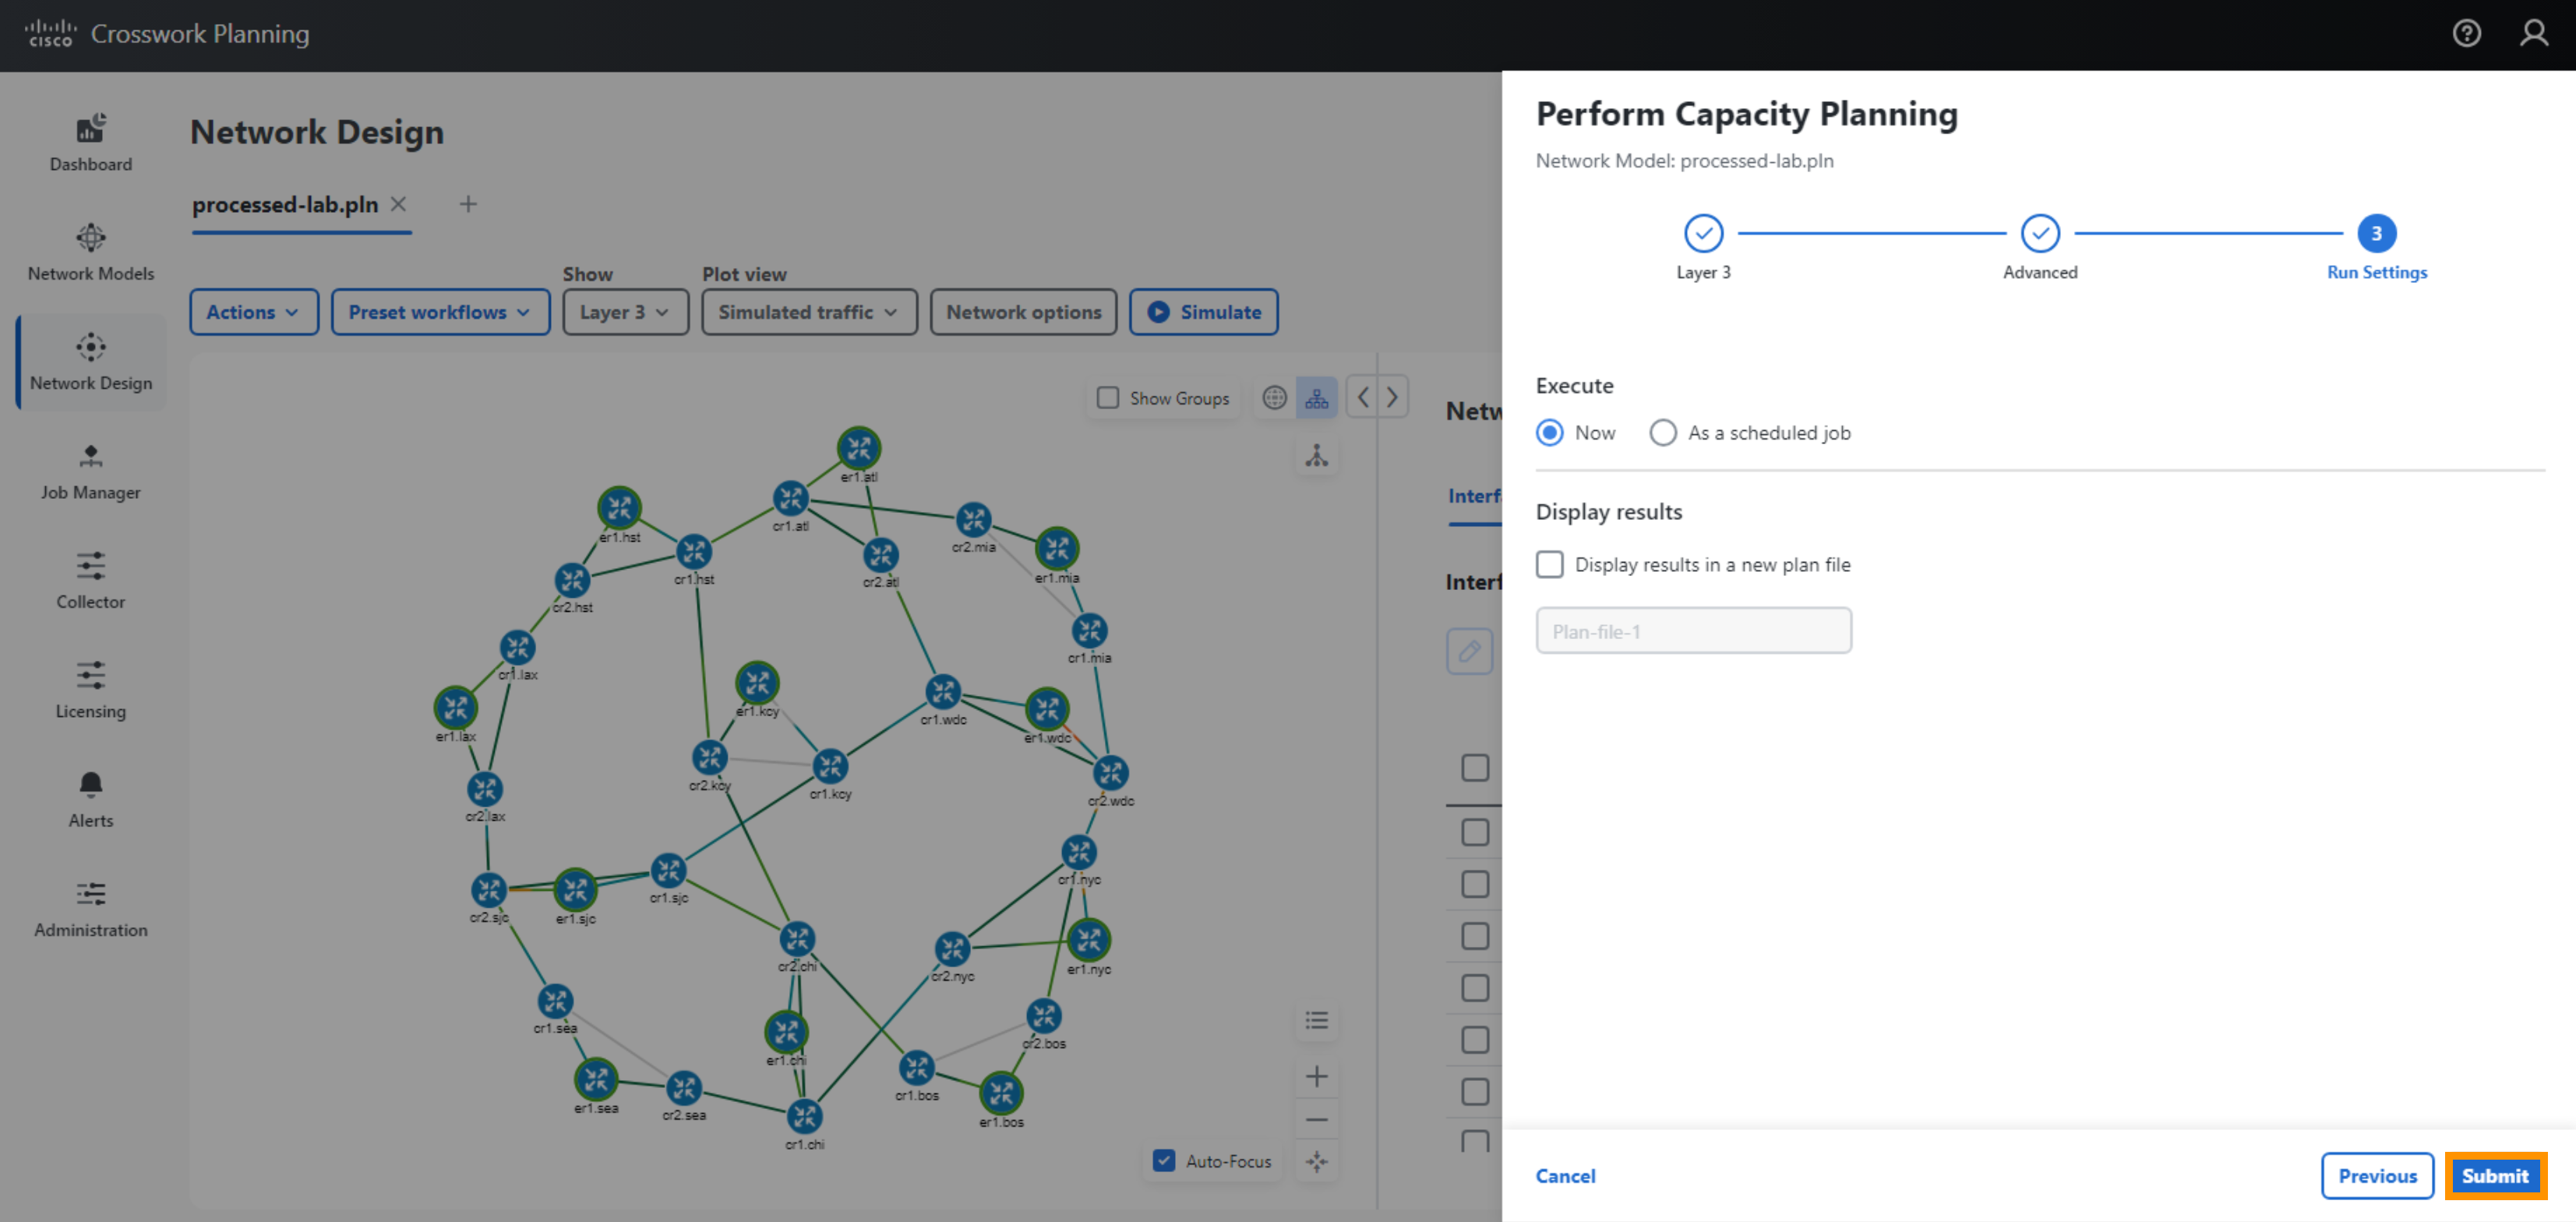 cisco Crosswork Planning
Dashboard
Network Models
Network Design
Job Manager
Collector
Licensing
Alerts
Administration
Network Design
processed-lab.pln
Show
Plot view
Actions
Preset workflows
Layer 3
Simulated traffic
Network options
Simulate
Show Groups
er1.atl
cr1.atl
er1.hst
cr2.mia
cr1.hst
cr2.atl
er1.mia
cr2.hst
cr1.mia
cr1.lax
er1.kcy
cr1.wdc
er1.lax
er1.wdc
cr2.kcy
cr1.kcy
cr2.wdc
cr2.lax
cr1.nyc
cr2.sjc
er1.sjc
cr1.sjc
cr2.chi
cr2.nyc
er1.nyc
cr1.sea
cr2.bos
er1.chi
cr1.bos
er1.sea
cr2.sea
er1.bos
cr1.chi
Auto-Focus
Netw
Interf
Interf
Perform Capacity Planning
Network Model: processed-lab.pln
3
Layer 3
Advanced
Run Settings
Execute
Now
As a scheduled job
Display results
Display results in a new plan file
Plan-file-1
Cancel
Previous
Submit